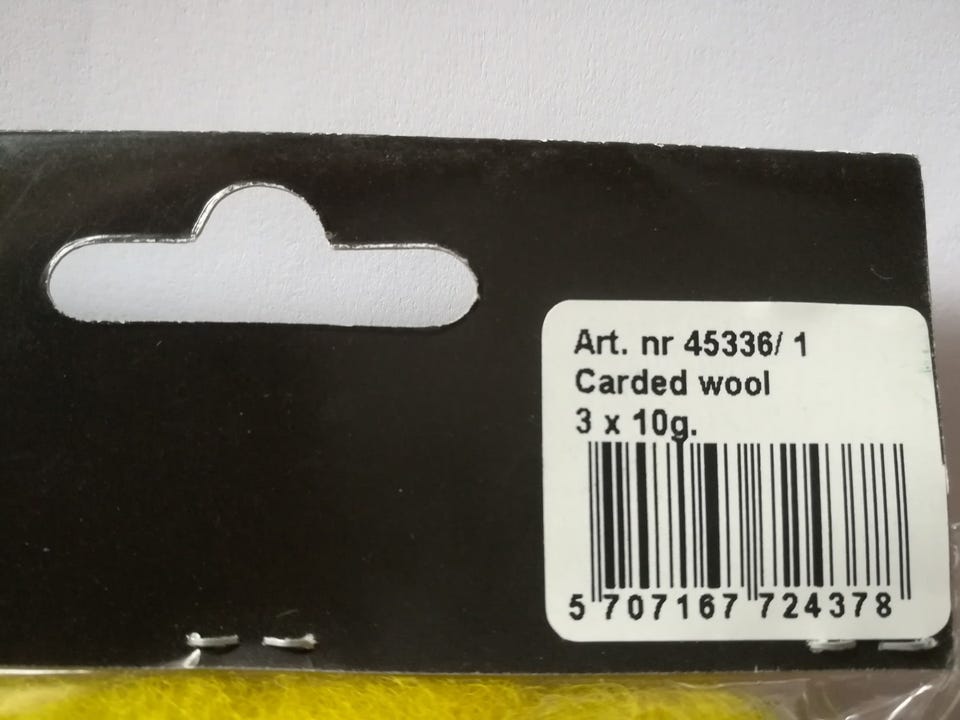 Art. nr 45336/ 1
Carded wool
3 x 10g.
5 707167 724378